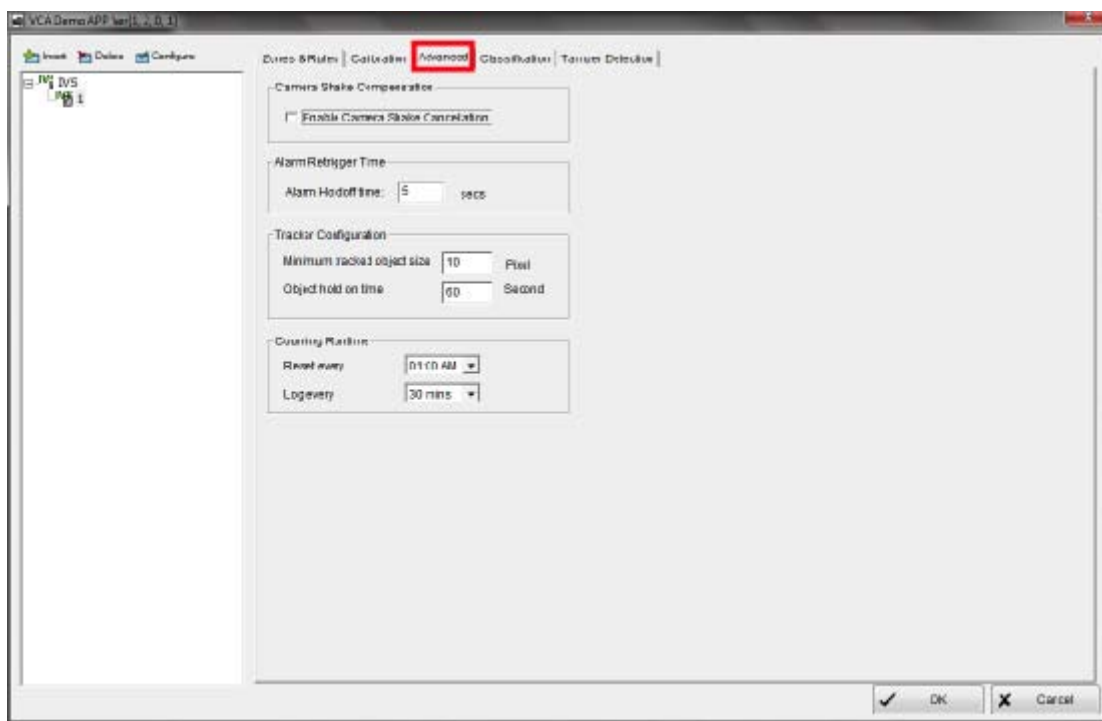 VCA Demo APP Ver(1, 2, 0, 1)
Insert Delete Configure
Zones & Rules Calibration Advanced Classification Tamper Detection
IVS
1
Camera Shake Compensation
Enable Camera Shake Cancellation
Alarm Retrigger Time
Alarm Holdoff time: 5 secs
Tracker Configuration
Minimum tracked object size 10 Pixel
Object hold on time 60 Second
Counting Runtime
Reset every AM
Log every 30 mins
OK Cancel